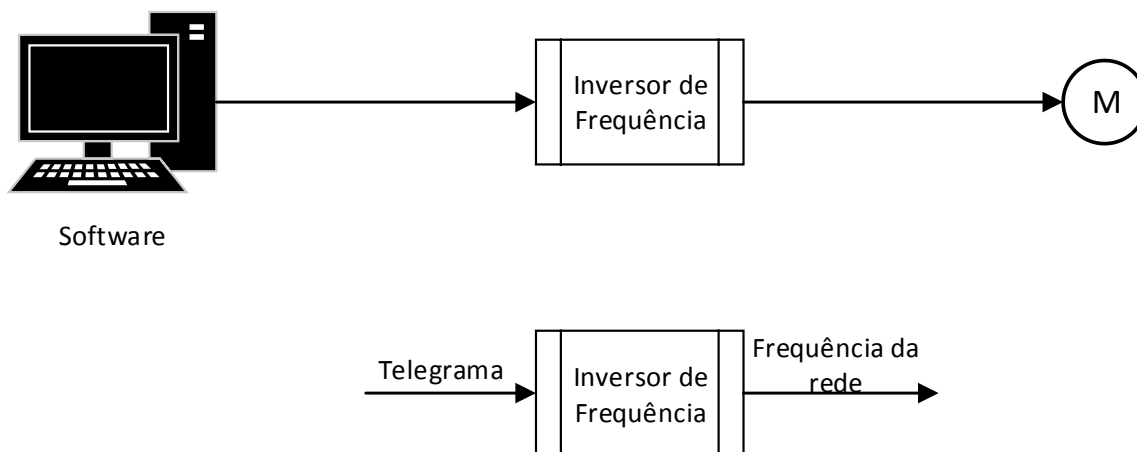 Inversor de
Frequência
M
Software
Telegrama
Inversor de
Frequência
Frequência da
rede